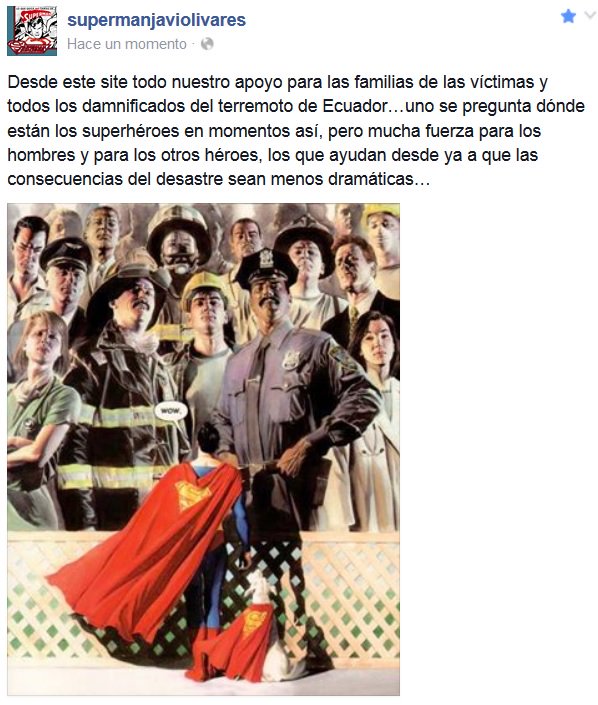 supermanjaviolivares
Hace un momento ·
Desde este site todo nuestro apoyo para las familias de las víctimas y
todos los damnificados del terremoto de Ecuador...uno se pregunta dónde
están los superhéroes en momentos así, pero mucha fuerza para los
hombres y para los otros héroes, los que ayudan desde ya a que las
consecuencias del desastre sean menos dramáticas...
WOW.